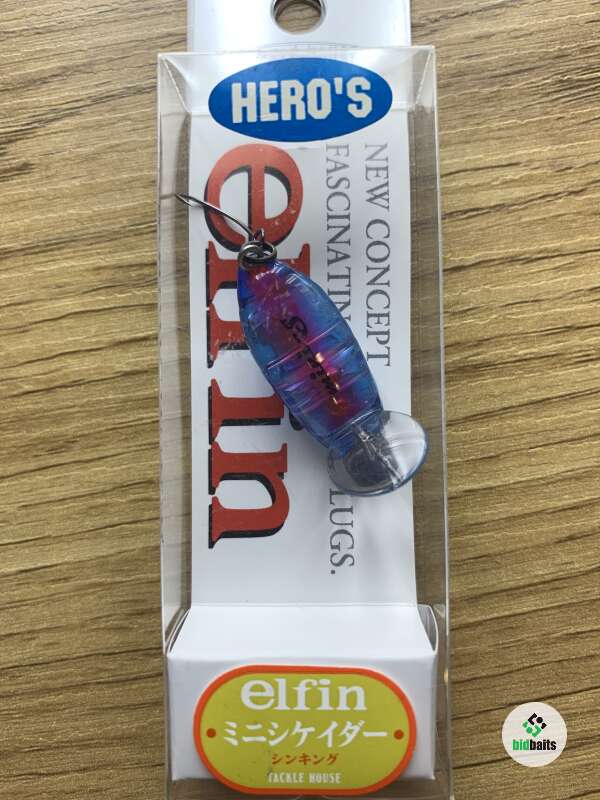 HERO'S
elfin
NEW CONCEPT
FASCINATIN
LUGS.
elfin
・ミニシケイダー・
シンキング
TACKLE HOUSE
bidbaits